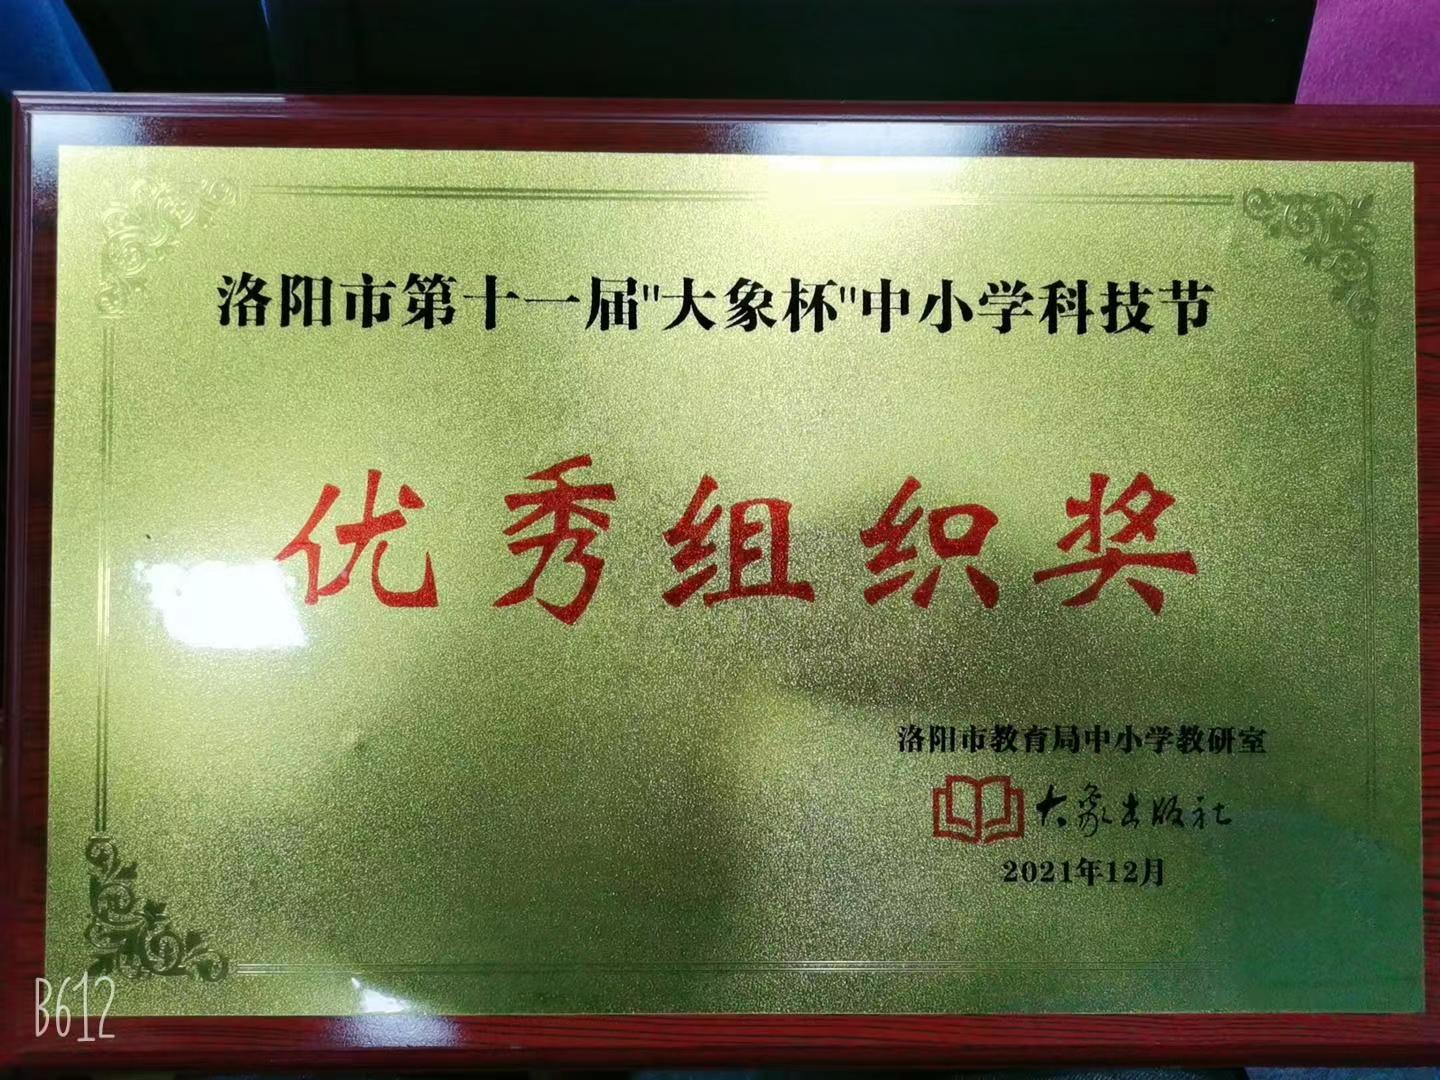 洛阳市第十一届"大象杯"中小学科技节
优秀组织奖
洛阳市教育局中小学教研室
大象出版社
2021年12月
B612